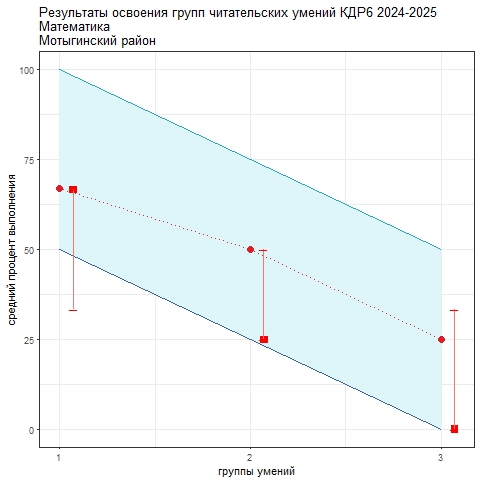 Результаты освоения групп читательских умений КДР6 2024-2025
Математика
Мотыгинский район
средний процент выполнения
100
75
50
25
0
1
2
3
группы умений